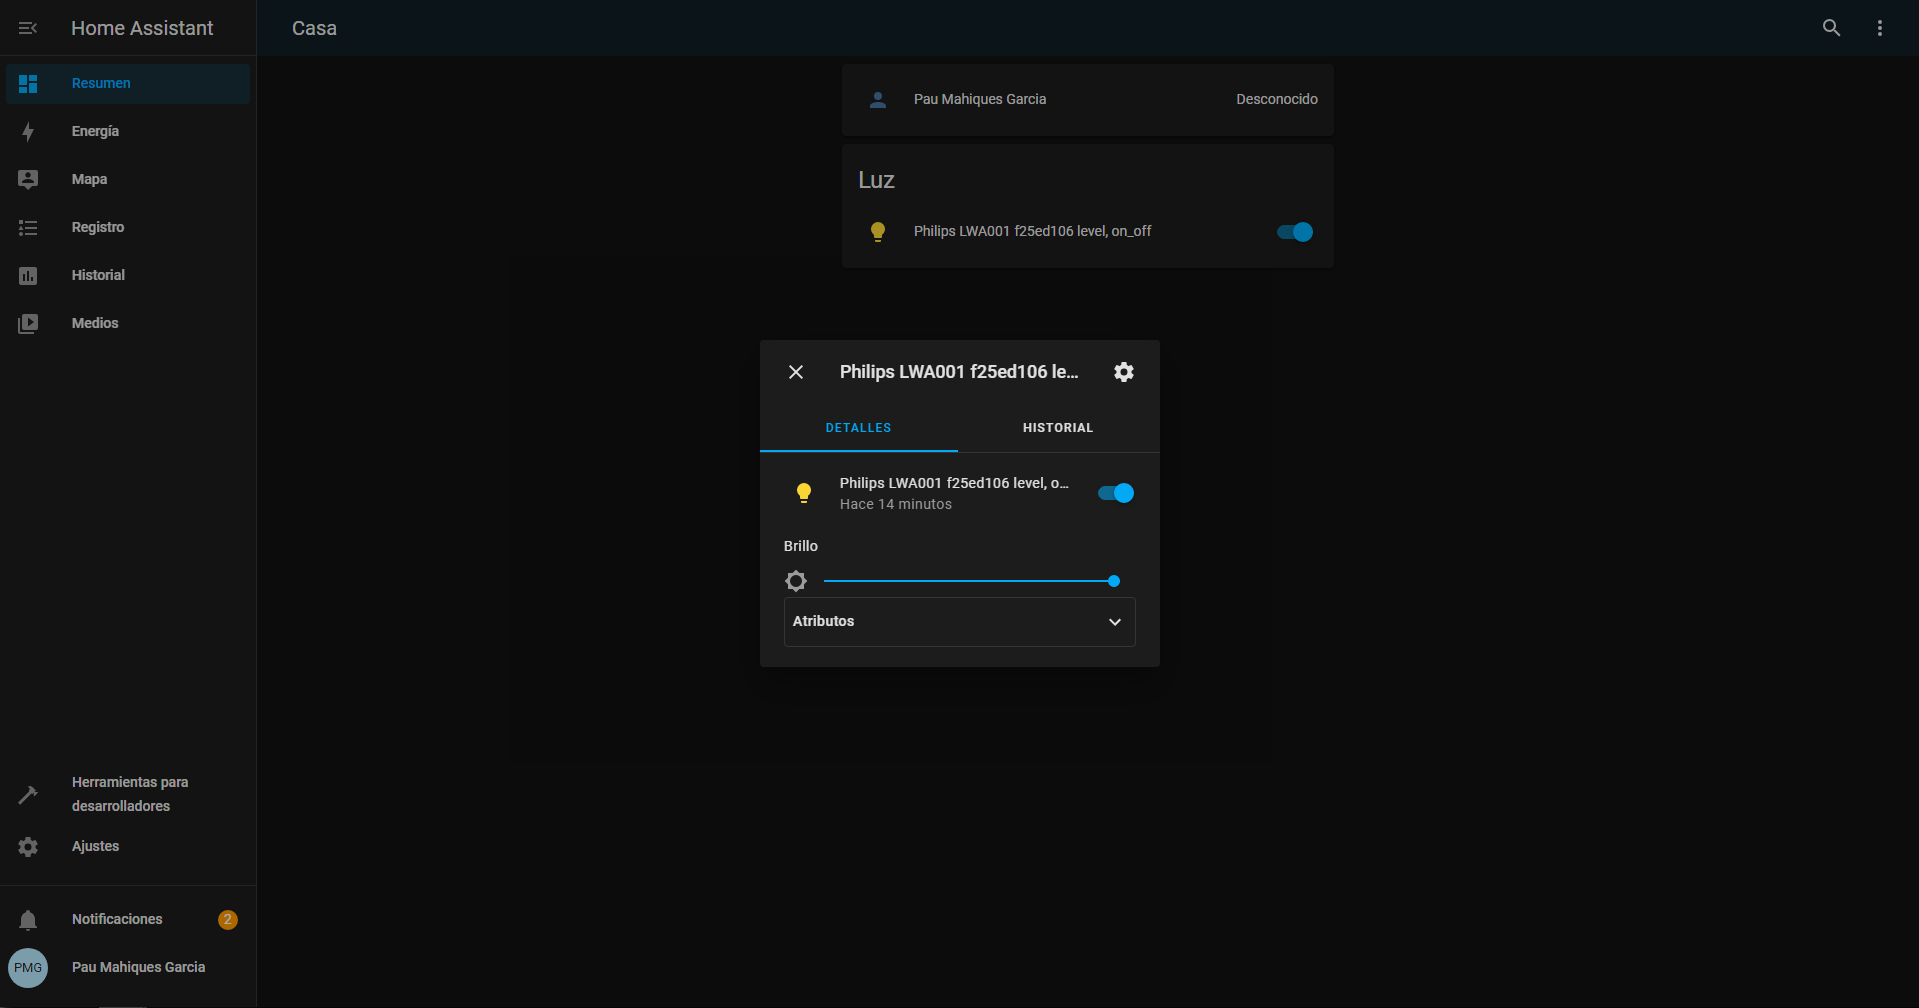 Home Assistant
Casa
Resumen
Energía
Mapa
Registro
Historial
Medios
Herramientas para
desarrolladores
Ajustes
Notificaciones 2
PMG Pau Mahiques Garcia
Pau Mahiques Garcia Desconocido
Luz
Philips LWA001 f25ed106 level, on_off
Philips LWA001 f25ed106 le...
DETALLES HISTORIAL
Philips LWA001 f25ed106 level, o...
Hace 14 minutos
Brillo
Atributos